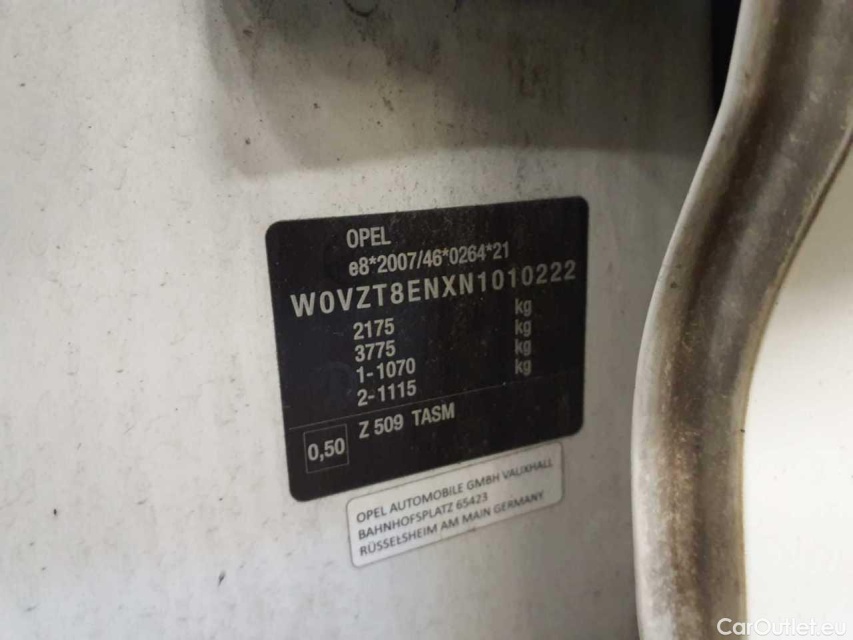 OPEL
e8*2007/46*0264*21
W0VZT8ENXN1010222
2175 kg
3775 kg
1-1070 kg
2-1115 kg
0,50 Z 509 TASM
OPEL AUTOMOBILE GMBH VAUXHALL
BAHNHOFSPLATZ 65423
RÜSSELSHEIM AM MAIN GERMANY
CarOutlet.eu